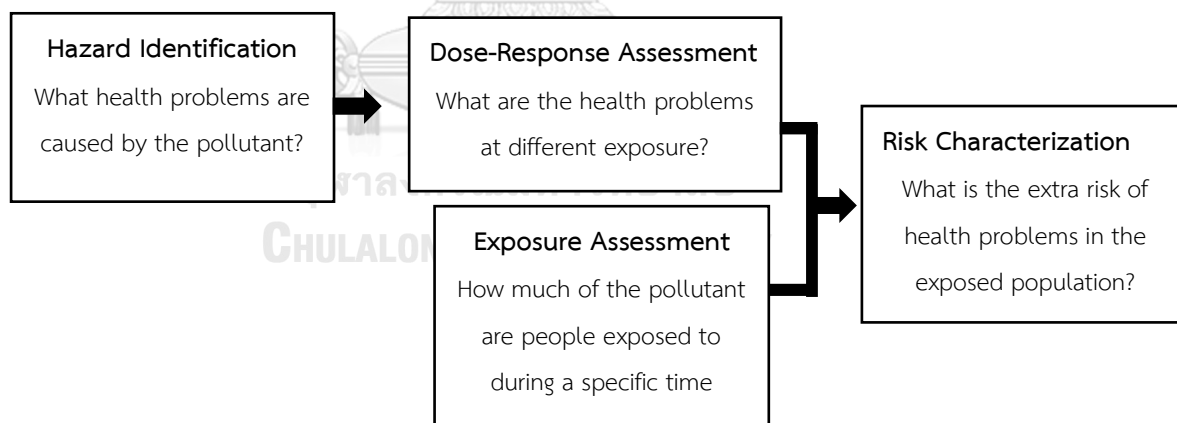 Hazard Identification
What health problems are
caused by the pollutant?
Dose-Response Assessment
What are the health problems
at different exposure?
Exposure Assessment
How much of the pollutant
are people exposed to
during a specific time
Risk Characterization
What is the extra risk of
health problems in the
exposed population?